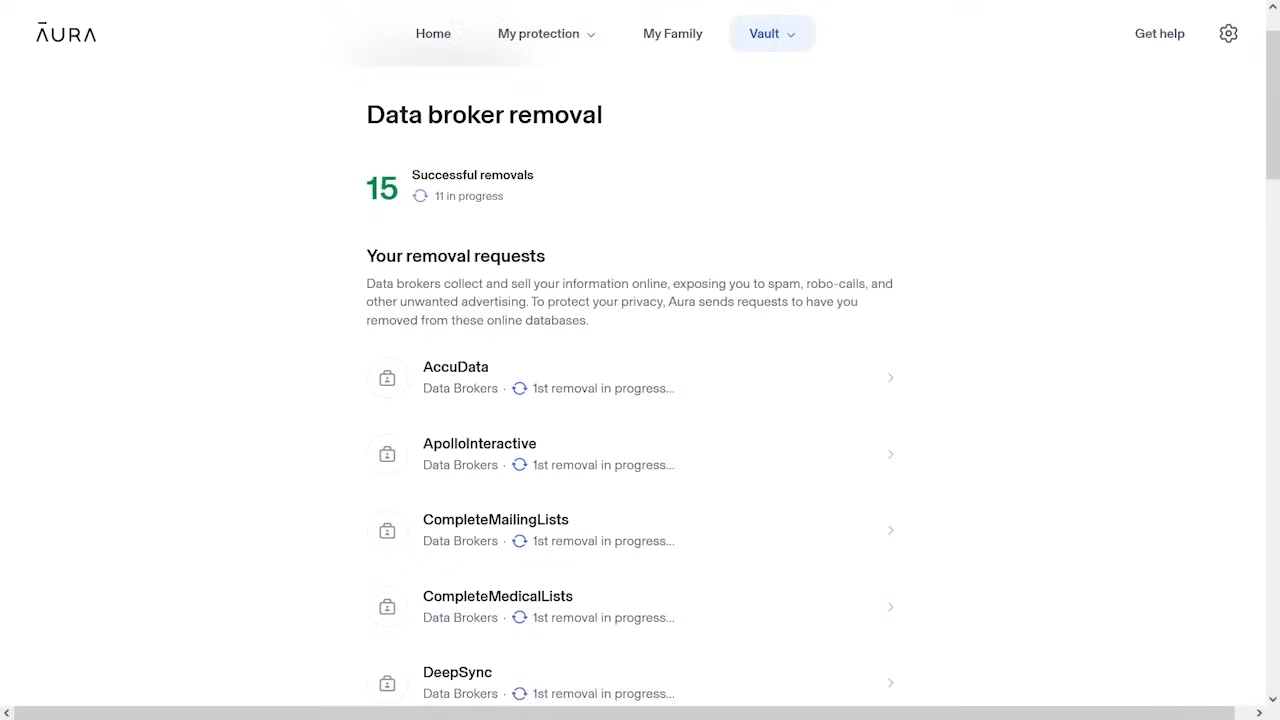 AURA
Home
My protection
My Family
Vault
Get help
Data broker removal
15
Successful removals
11 in progress
Your removal requests
Data brokers collect and sell your information online, exposing you to spam, robo-calls, and
other unwanted advertising. To protect your privacy, Aura sends requests to have you
removed from these online databases.
AccuData
Data Brokers · 1st removal in progress...
ApolloInteractive
Data Brokers · 1st removal in progress...
CompleteMailingLists
Data Brokers · 1st removal in progress...
CompleteMedicalLists
Data Brokers · 1st removal in progress...
DeepSync
Data Brokers · 1st removal in progress...